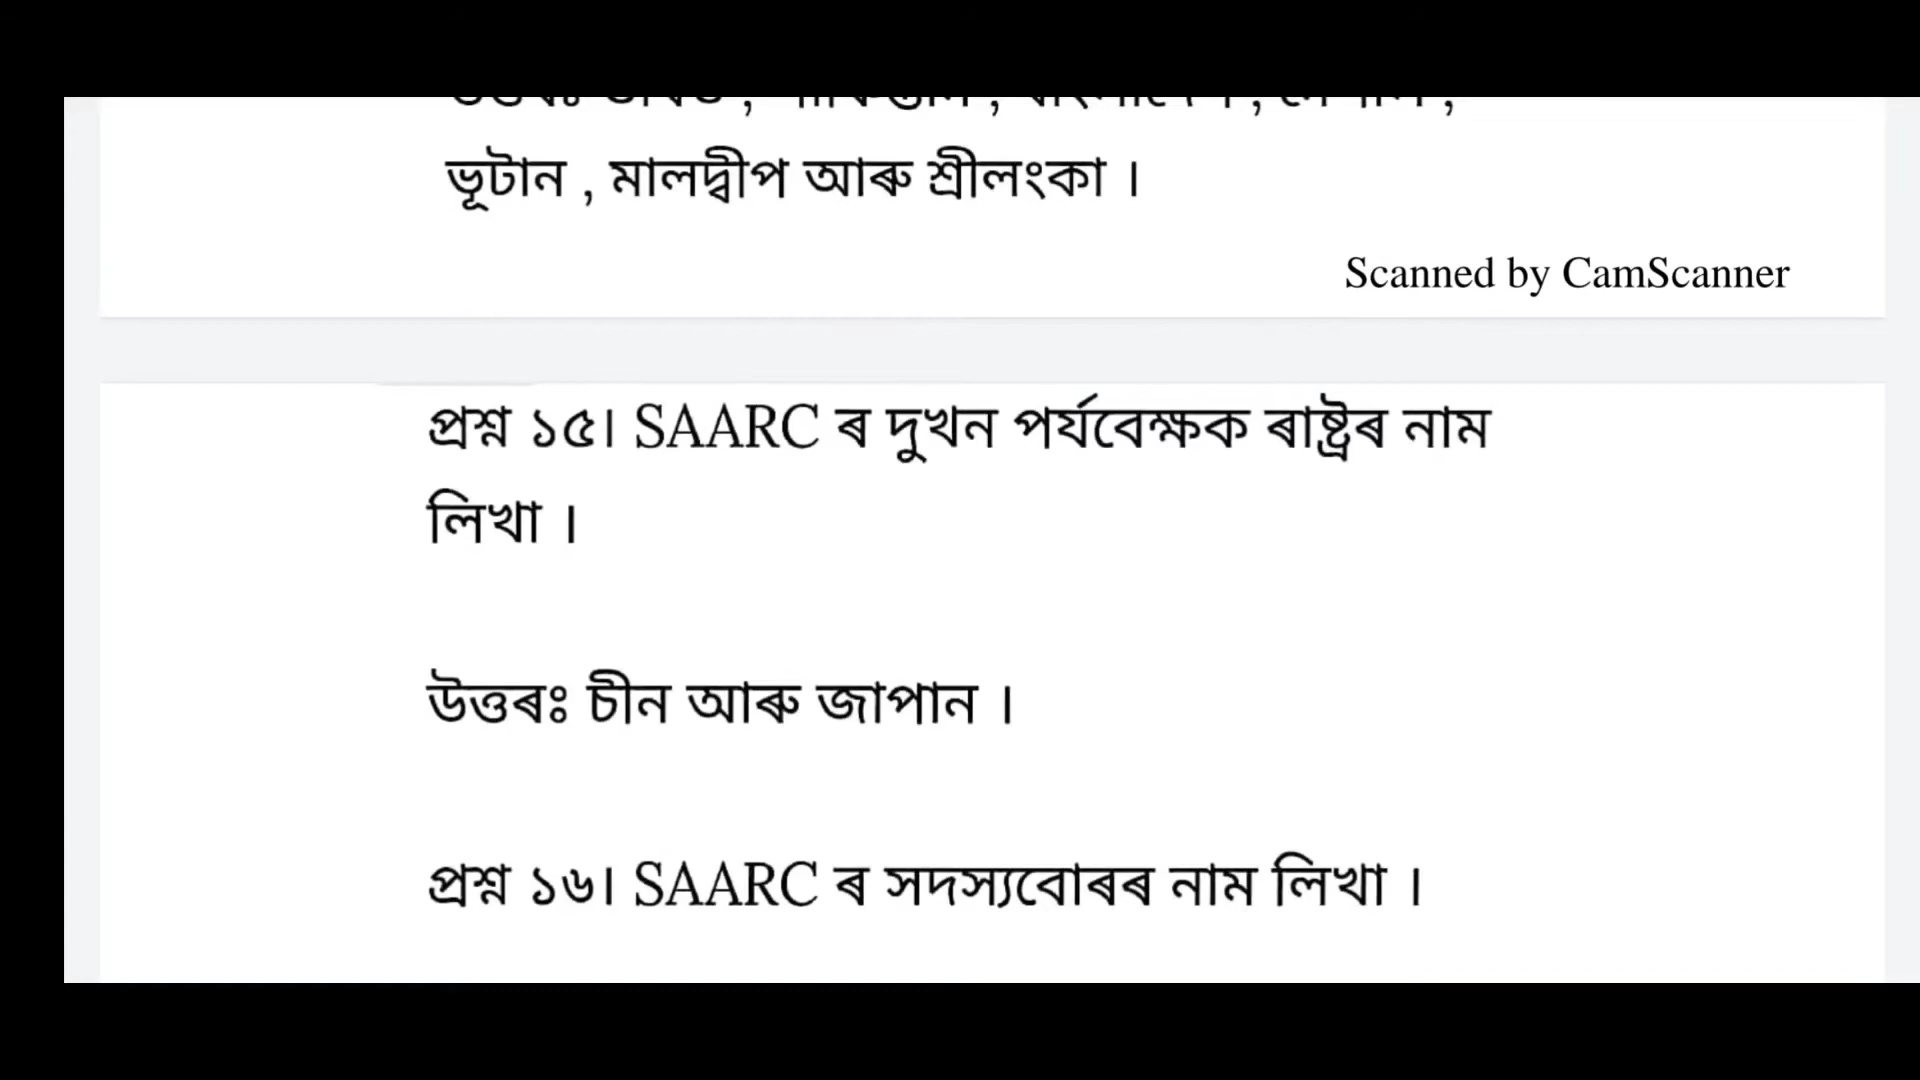 ভূটান , মালদ্বীপ আৰু শ্ৰীলংকা ।
Scanned by CamScanner
প্ৰশ্ন ১৫। SAARC ৰ দুখন পৰ্যবেক্ষক ৰাষ্ট্ৰৰ নাম
লিখা ।
উত্তৰঃ চীন আৰু জাপান ।
প্ৰশ্ন ১৬। SAARC ৰ সদস্যবোৰৰ নাম লিখা ।